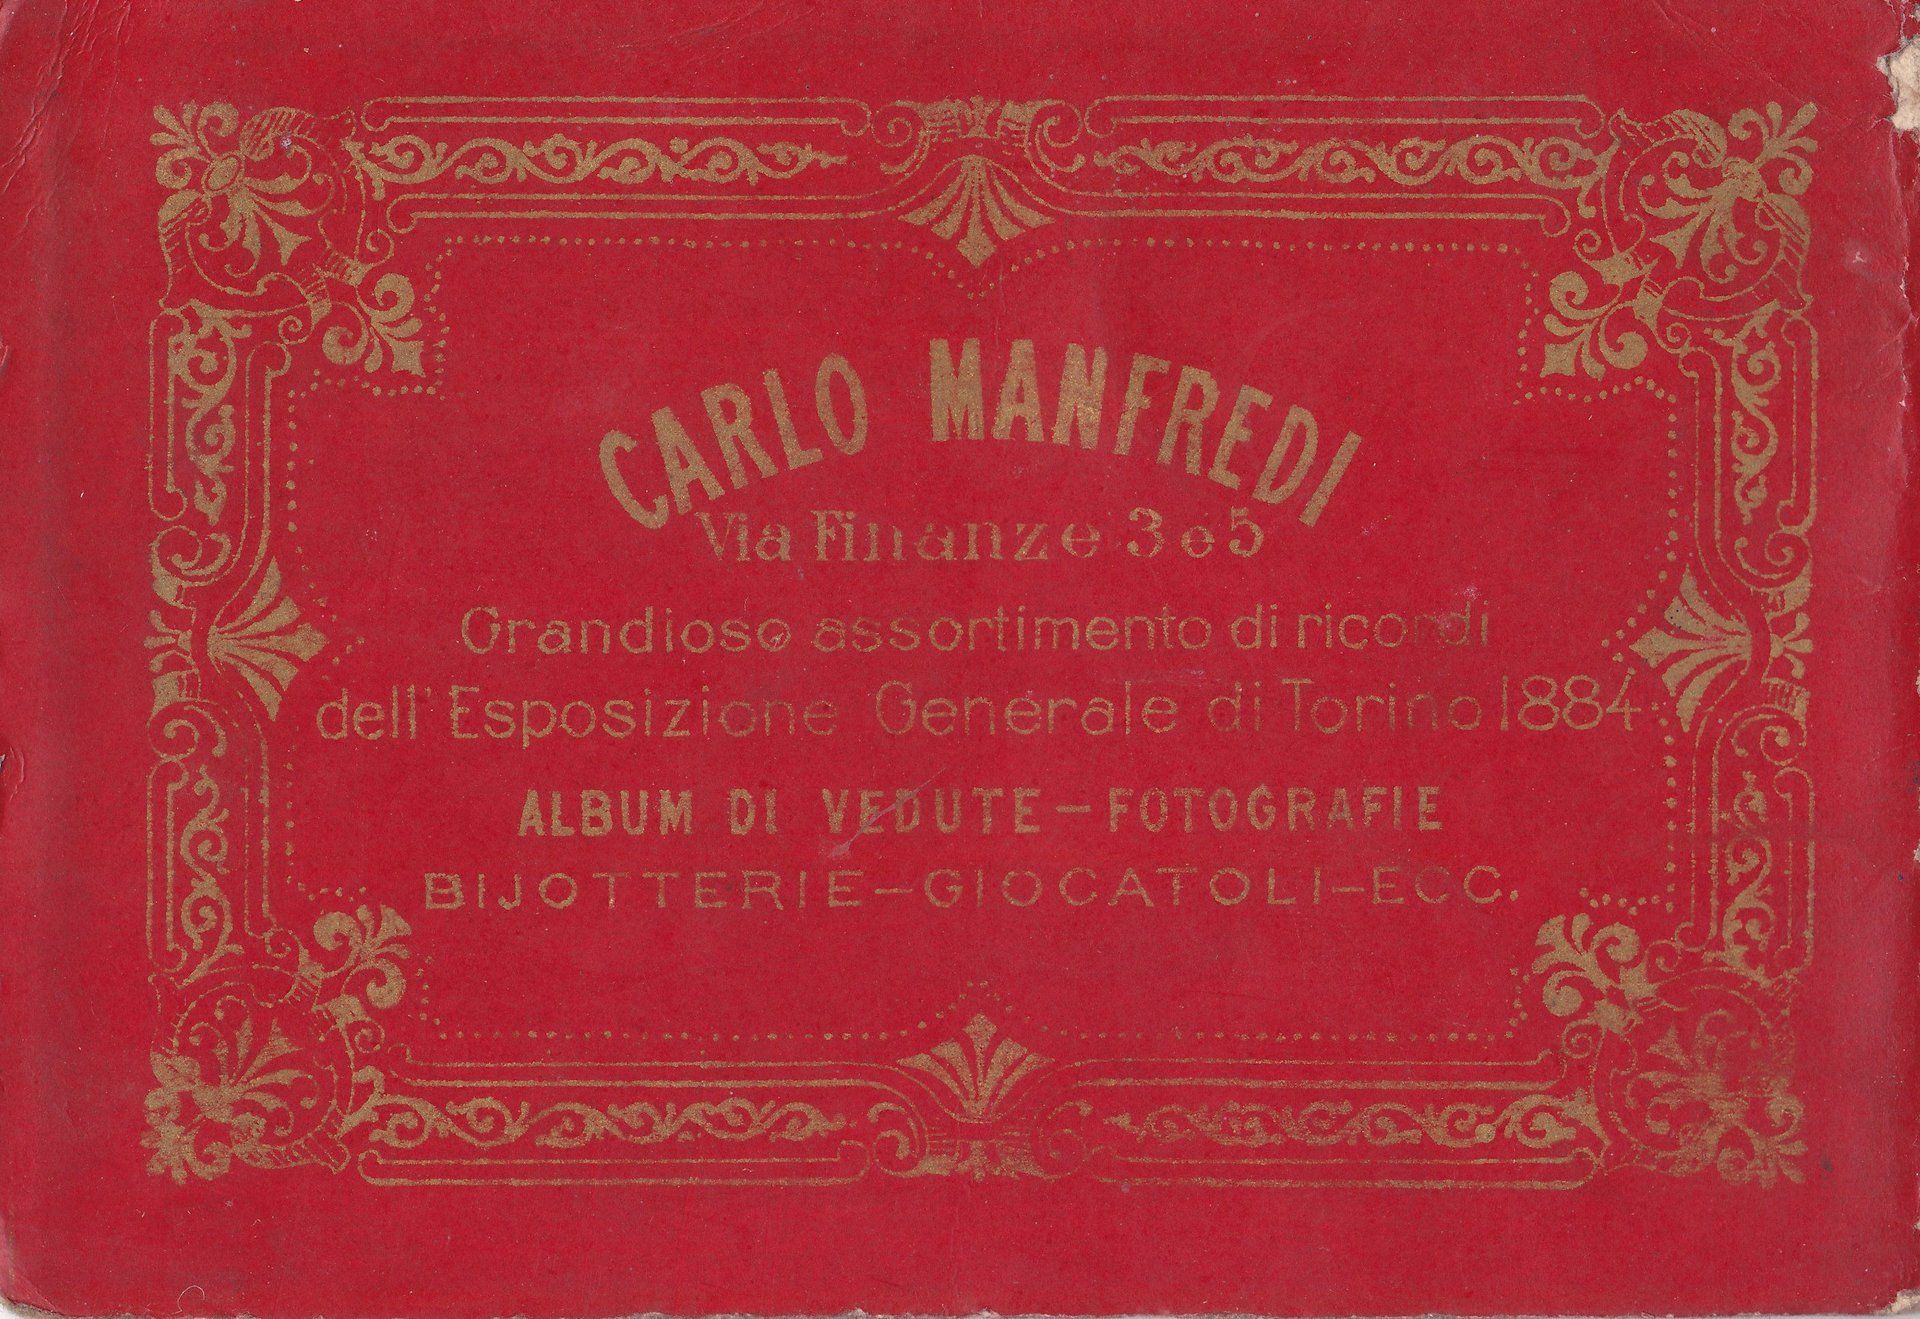 CARLO MANFREDI
Via Finanze 3 e 5
Grandioso assortimento di ricordi
dell'Esposizione Generale di Torino 1884
ALBUM DI VEDUTE - FOTOGRAFIE
BIJOTTERIE - GIOCATOLI - ECC.